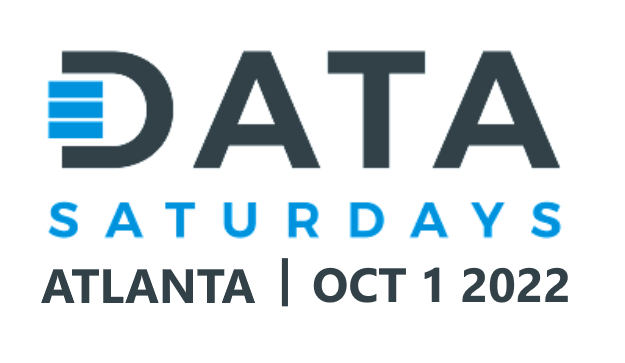 DATA
SATURDAYS
ATLANTA | OCT 1 2022